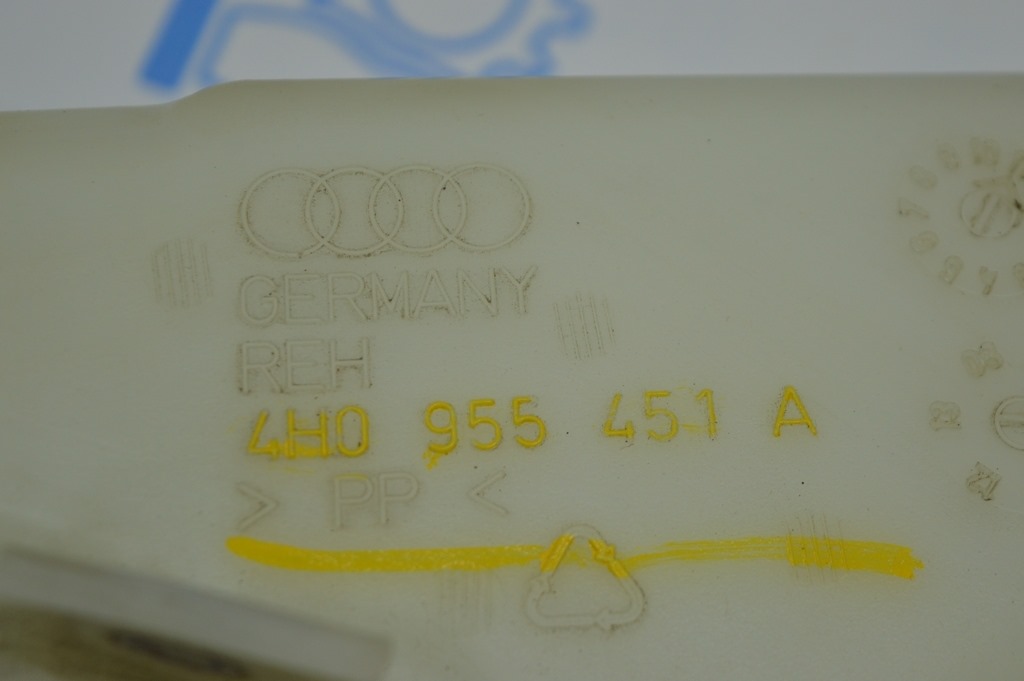 GERMANY
REH
4H0 955 451 A
> PP <